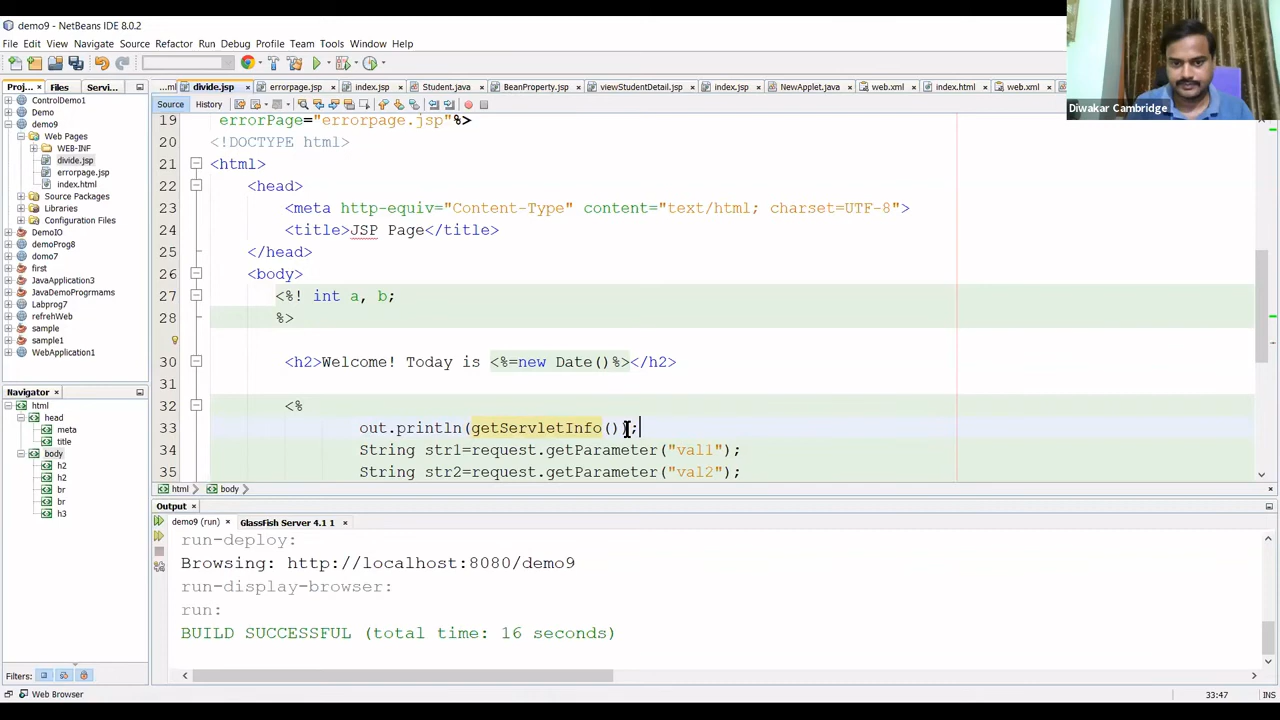 demo9 - NetBeans IDE 8.0.2
File Edit View Navigate Source Refactor Run Debug Profile Team Tools Window Help
Diwakar Cambridge
Proj... Files Servi...
...ml divide.jsp errorpage.jsp index.jsp Student.java BeanProperty.jsp viewStudentDetail.jsp index.jsp NewApplet.java web.xml index.html web.xml
Source History
ControlDemo1
Demo
demo9
Web Pages
WEB-INF
divide.jsp
errorpage.jsp
index.html
Source Packages
Libraries
Configuration Files
DemoIO
demoProg8
domo7
first
JavaApplication3
JavaDemoProgrmams
Labprog7
refrehWeb
sample
sample1
WebApplication1
19 errorPage="errorpage.jsp"%>
20 <!DOCTYPE html>
21 <html>
22 <head>
23 <meta http-equiv="Content-Type" content="text/html; charset=UTF-8">
24 <title>JSP Page</title>
25 </head>
26 <body>
27 <%! int a, b;
28 %>
30 <h2>Welcome! Today is <%=new Date()%></h2>
31
32 <%
33 out.println(getServletInfo());
34 String str1=request.getParameter("val1");
35 String str2=request.getParameter("val2");
html body
Navigator
html
head
meta
title
body
h2
h2
br
br
h3
Filters:
Output
demo9 (run) GlassFish Server 4.1 1
run-deploy:
Browsing: http://localhost:8080/demo9
run-display-browser:
run:
BUILD SUCCESSFUL (total time: 16 seconds)
Web Browser
33:47 INS